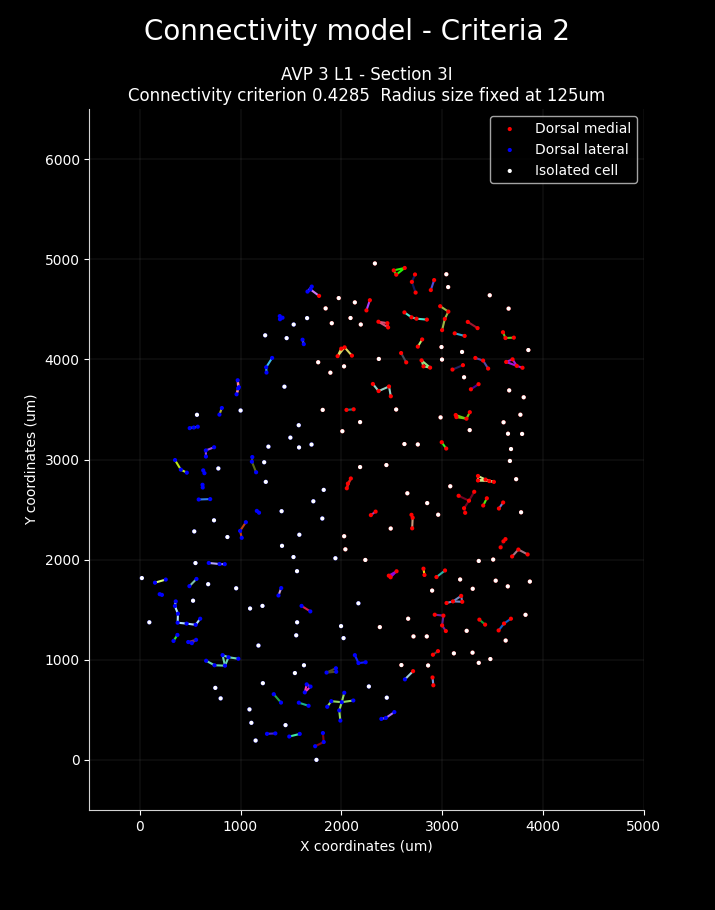 Connectivity model - Criteria 2
AVP 3 L1 - Section 3I
Connectivity criterion 0.4285  Radius size fixed at 125um
Dorsal medial
Dorsal lateral
Isolated cell
6000
5000
4000
3000
2000
1000
0
Y coordinates (um)
0 1000 2000 3000 4000 5000
X coordinates (um)